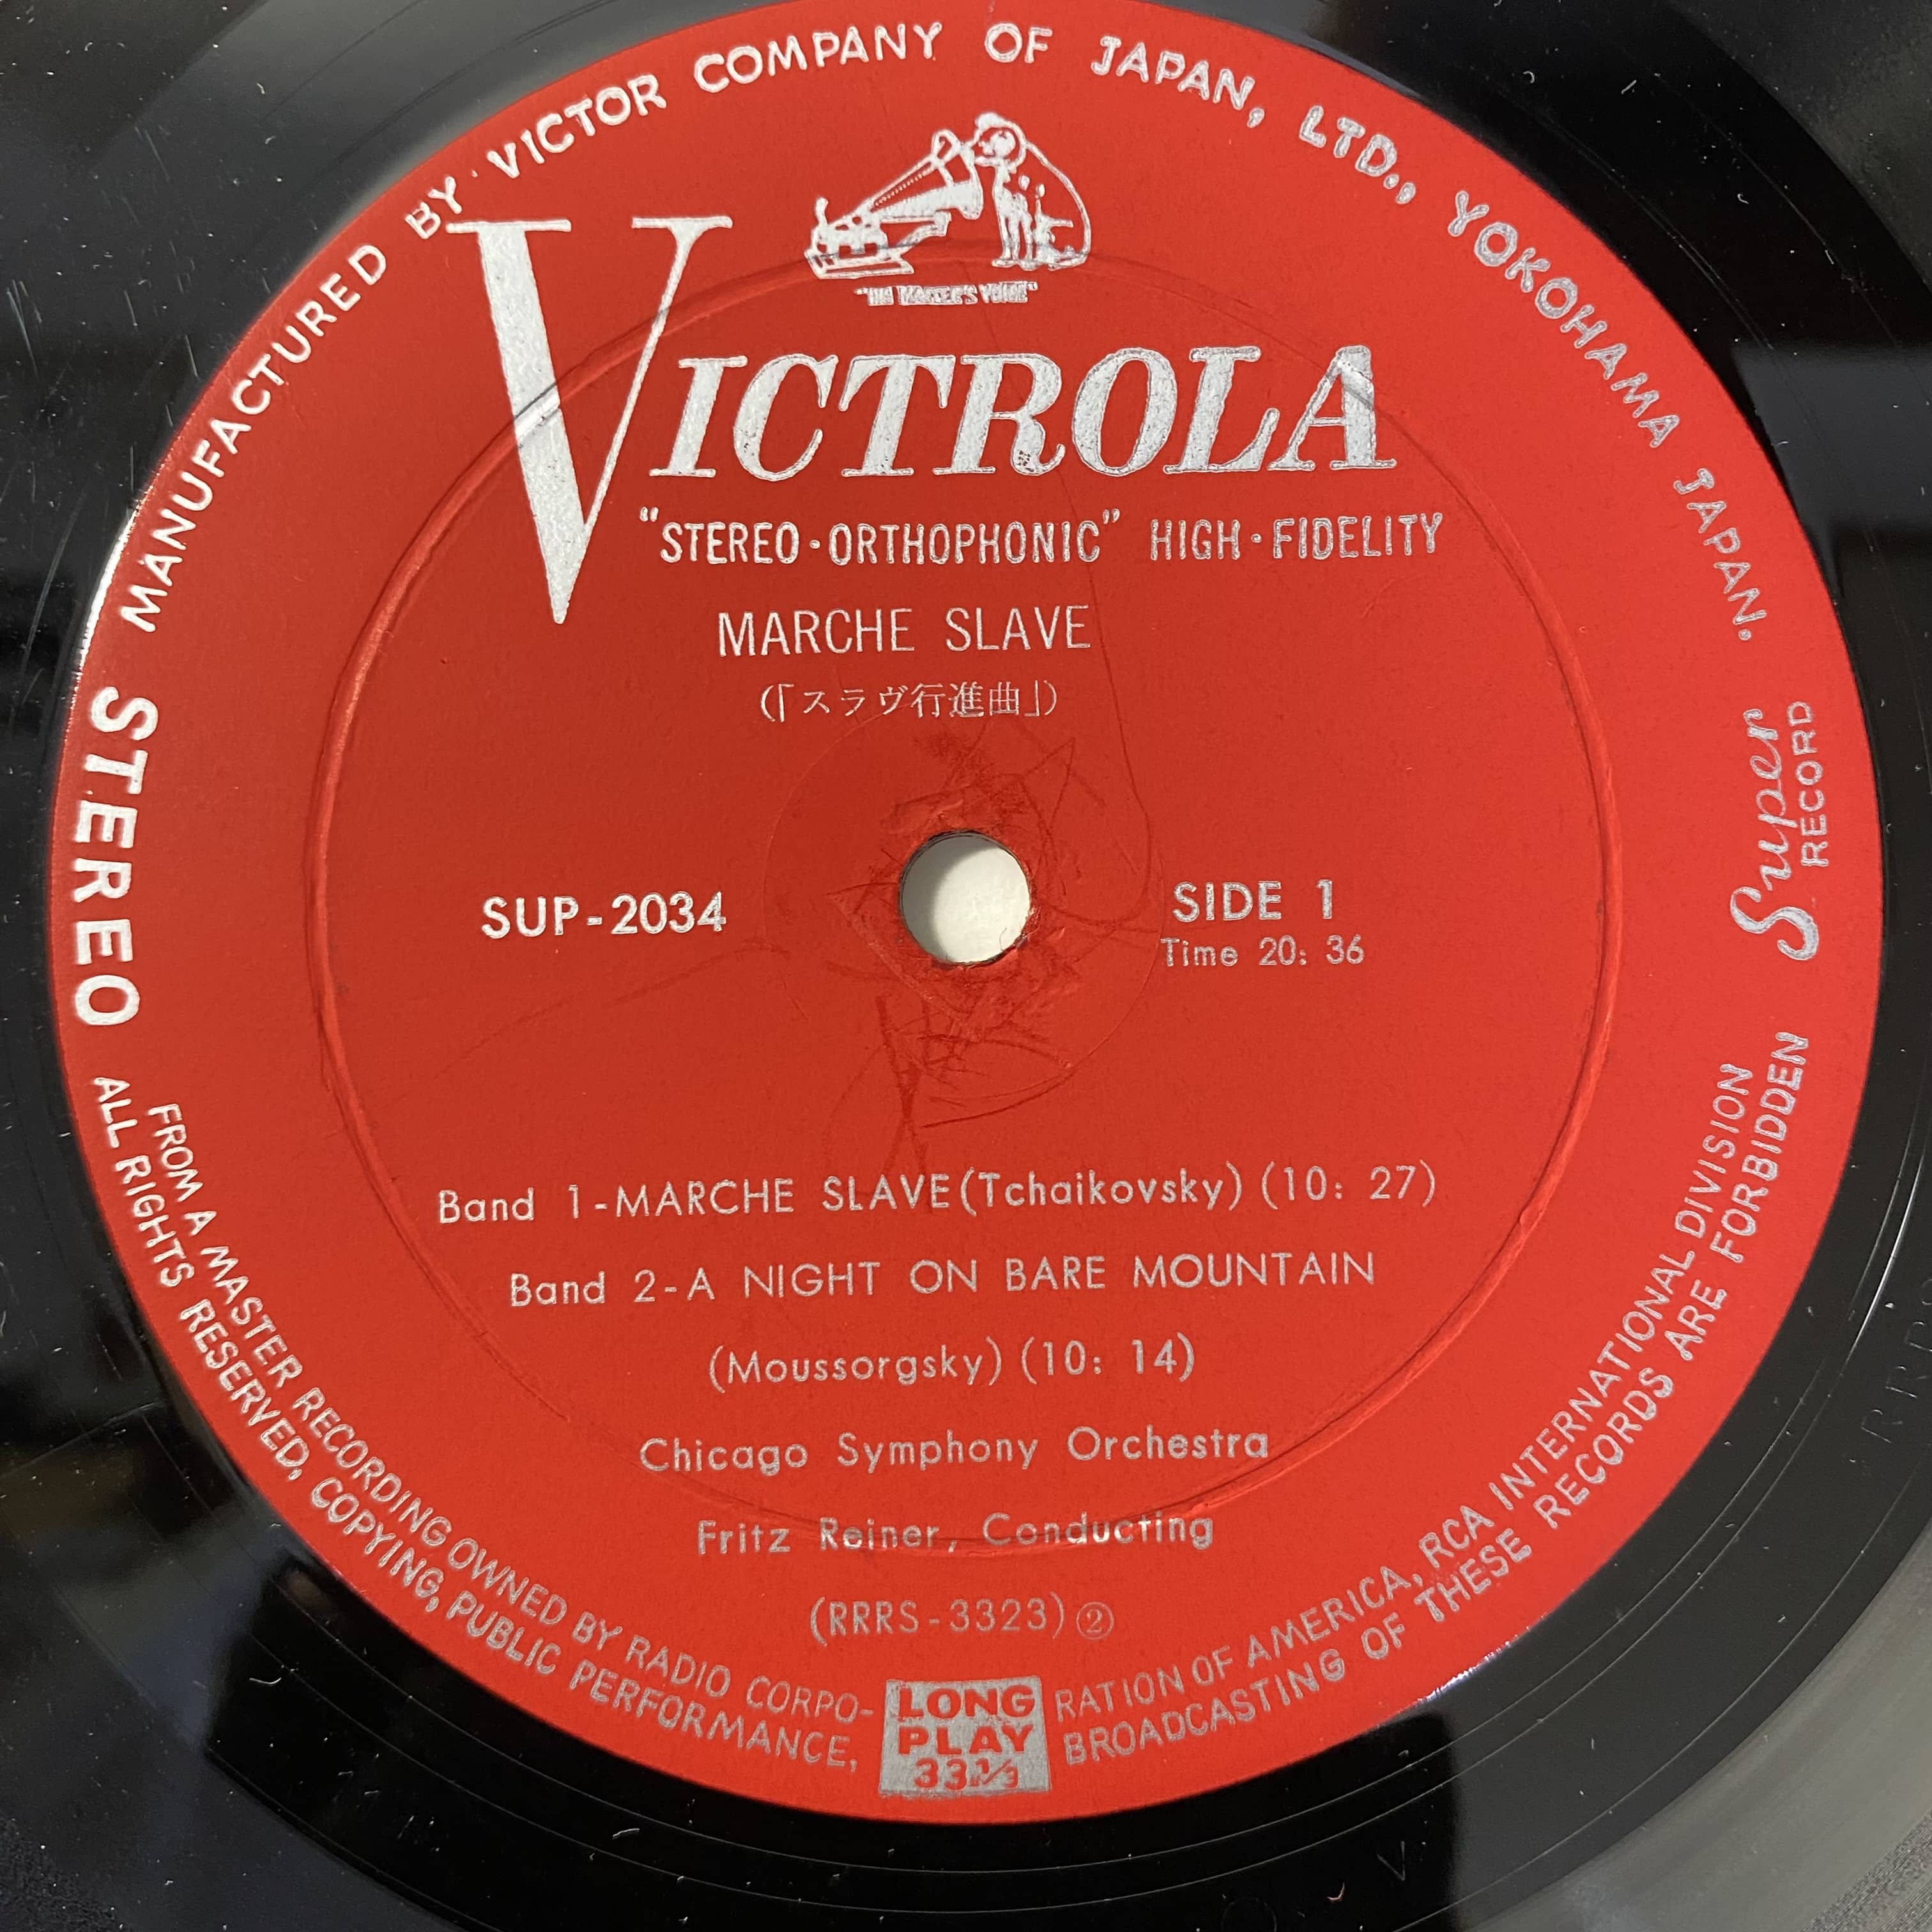 MANUFACTURED BY VICTOR COMPANY OF JAPAN, LTD., YOKOHAMA JAPAN.
"HIS MASTER'S VOICE"
VICTROLA
"STEREO·ORTHOPHONIC" HIGH·FIDELITY
MARCHE SLAVE
(「スラヴ行進曲」)
STEREO
Super
RECORD
SUP-2034
SIDE 1
Time 20: 36
Band 1-MARCHE SLAVE(Tchaikovsky) (10: 27)
Band 2-A NIGHT ON BARE MOUNTAIN
(Moussorgsky) (10: 14)
Chicago Symphony Orchestra
Fritz Reiner, Conducting
(RRRS-3323)②
LONG
PLAY
33⅓
FROM A MASTER RECORDING OWNED BY RADIO CORPO- RATION OF AMERICA, RCA INTERNATIONAL DIVISION
ALL RIGHTS RESERVED, COPYING, PUBLIC PERFORMANCE, BROADCASTING OF THESE RECORDS ARE FORBIDDEN